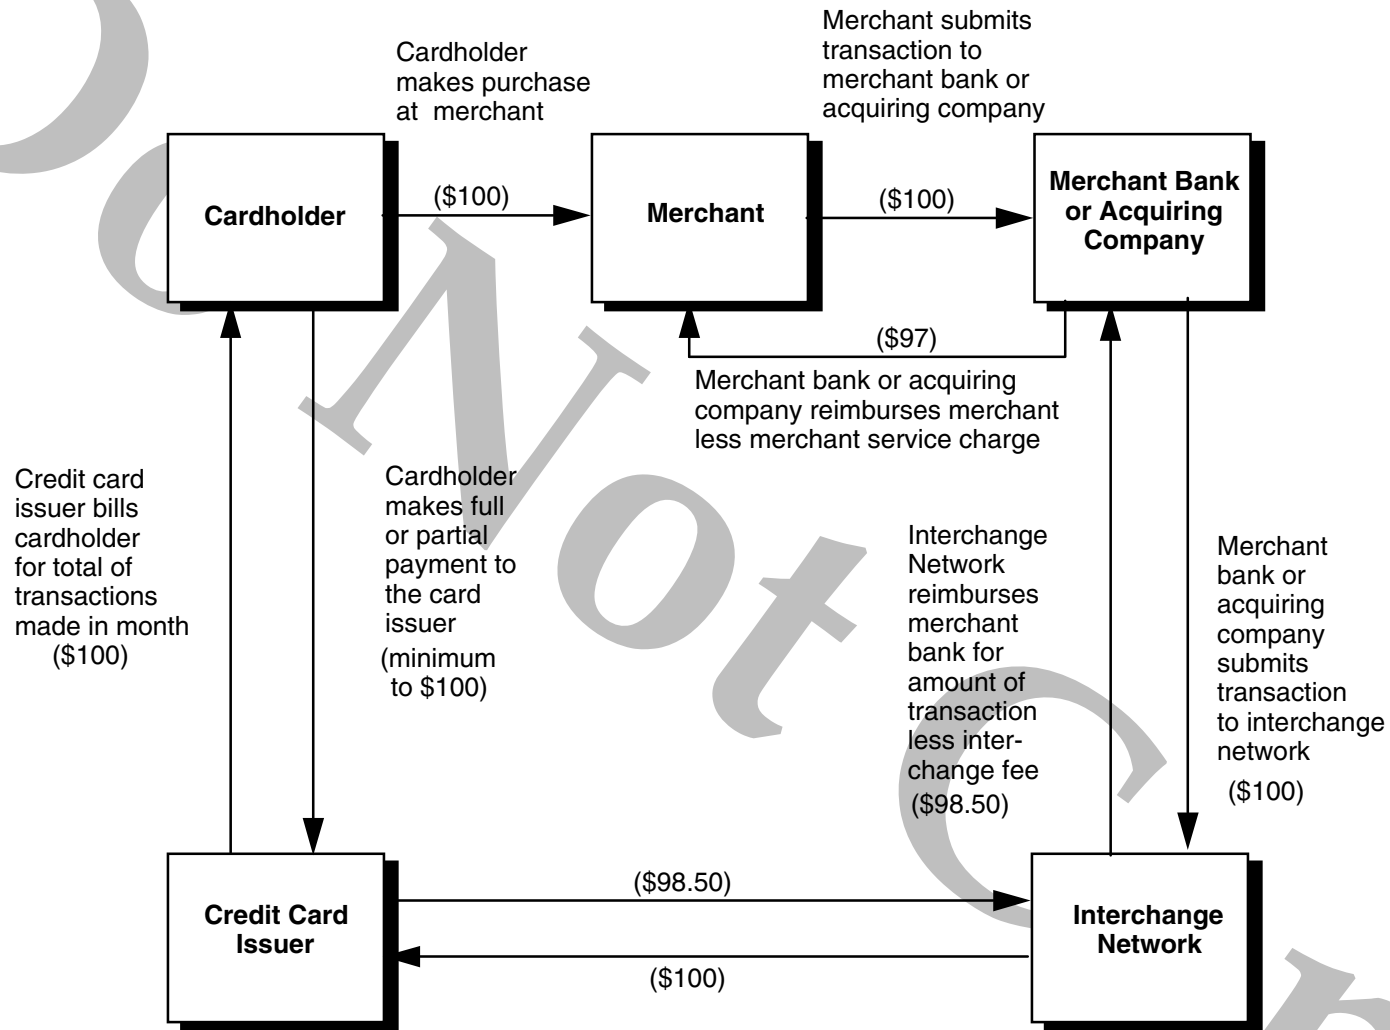 Cardholder
makes purchase
at merchant
Merchant submits
transaction to
merchant bank or
acquiring company
Cardholder
($100)
Merchant
($100)
Merchant Bank
or Acquiring
Company
($97)
Merchant bank or acquiring
company reimburses merchant
less merchant service charge
Credit card
issuer bills
cardholder
for total of
transactions
made in month
($100)
Cardholder
makes full
or partial
payment to
the card
issuer
(minimum
to $100)
Interchange
Network
reimburses
merchant
bank for
amount of
transaction
less inter-
change fee
($98.50)
Merchant
bank or
acquiring
company
submits
transaction
to interchange
network
($100)
Credit Card
Issuer
($98.50)
($100)
Interchange
Network
Do Not C